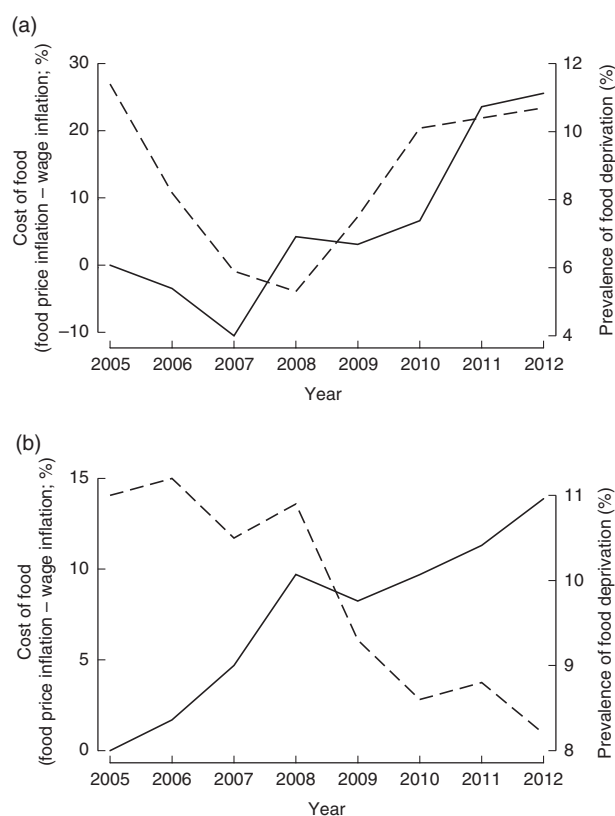 (a)
Cost of food
(food price inflation – wage inflation; %)
30
20
10
0
–10
12
10
8
6
4
Prevalence of food deprivation (%)
2005 2006 2007 2008 2009 2010 2011 2012
Year
(b)
Cost of food
(food price inflation – wage inflation; %)
15
10
5
0
11
10
9
8
Prevalence of food deprivation (%)
2005 2006 2007 2008 2009 2010 2011 2012
Year